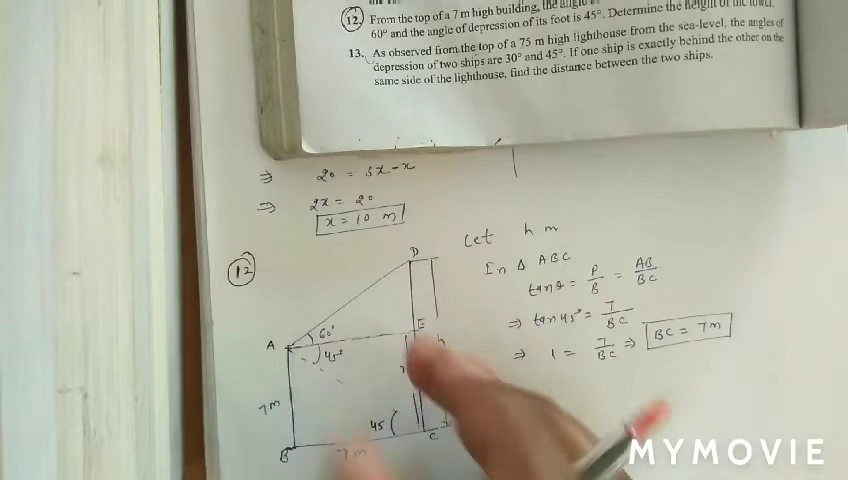 12. From the top of a 7 m high building, the angle
60° and the angle of depression of its foot is 45°. Determine the height of the tower.
13. As observed from the top of a 75 m high lighthouse from the sea-level, the angles of
depression of two ships are 30° and 45°. If one ship is exactly behind the other on the
same side of the lighthouse, find the distance between the two ships.
⇒ 20 = 3x - x
⇒ 2x = 20
x = 10 m
12
Let h m
In Δ ABC
tanθ = P/B = AB/BC
⇒ tan45° = 7/BC
⇒ 1 = 7/BC ⇒ BC = 7m
D
A 60° E
45°
7m
45
B 7m C
MYMOVIE